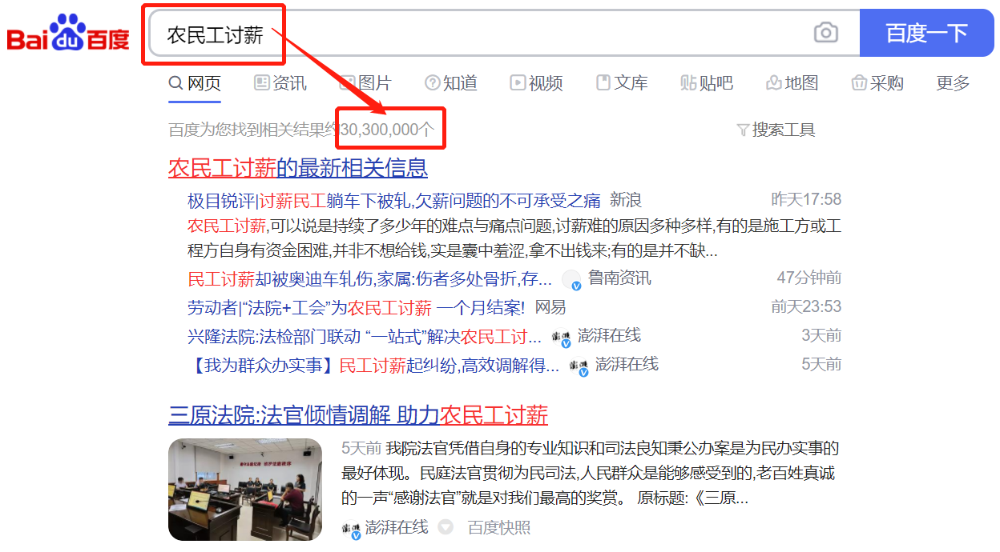 Bai du 百度
农民工讨薪
百度一下
网页 资讯 图片 知道 视频 文库 贴吧 地图 采购 更多
百度为您找到相关结果约30,300,000个
搜索工具
农民工讨薪的最新相关信息
极目锐评|讨薪民工躺车下被轧,欠薪问题的不可承受之痛 新浪 昨天17:58
农民工讨薪,可以说是持续了多少年的难点与痛点问题,讨薪难的原因多种多样,有的是施工方或工
程方自身有资金困难,并非不想给钱,实是囊中羞涩,拿不出钱来;有的是并不缺...
民工讨薪却被奥迪车轧伤,家属:伤者多处骨折,存... 鲁南资讯 47分钟前
劳动者|“法院+工会”为农民工讨薪 一个月结案! 网易 前天23:53
兴隆法院:法检部门联动 “一站式”解决农民工讨... 澎湃 澎湃在线 3天前
【我为群众办实事】民工讨薪起纠纷,高效调解得... 澎湃 澎湃在线 5天前
三原法院:法官倾情调解 助力农民工讨薪
5天前 我院法官凭借自身的专业知识和司法良知秉公办案是为民办实事的
最好体现。民庭法官贯彻为民司法,人民群众是能够感受到的,老百姓真诚
的一声“感谢法官”就是对我们最高的奖赏。 原标题:《三原...
澎湃 澎湃在线 百度快照